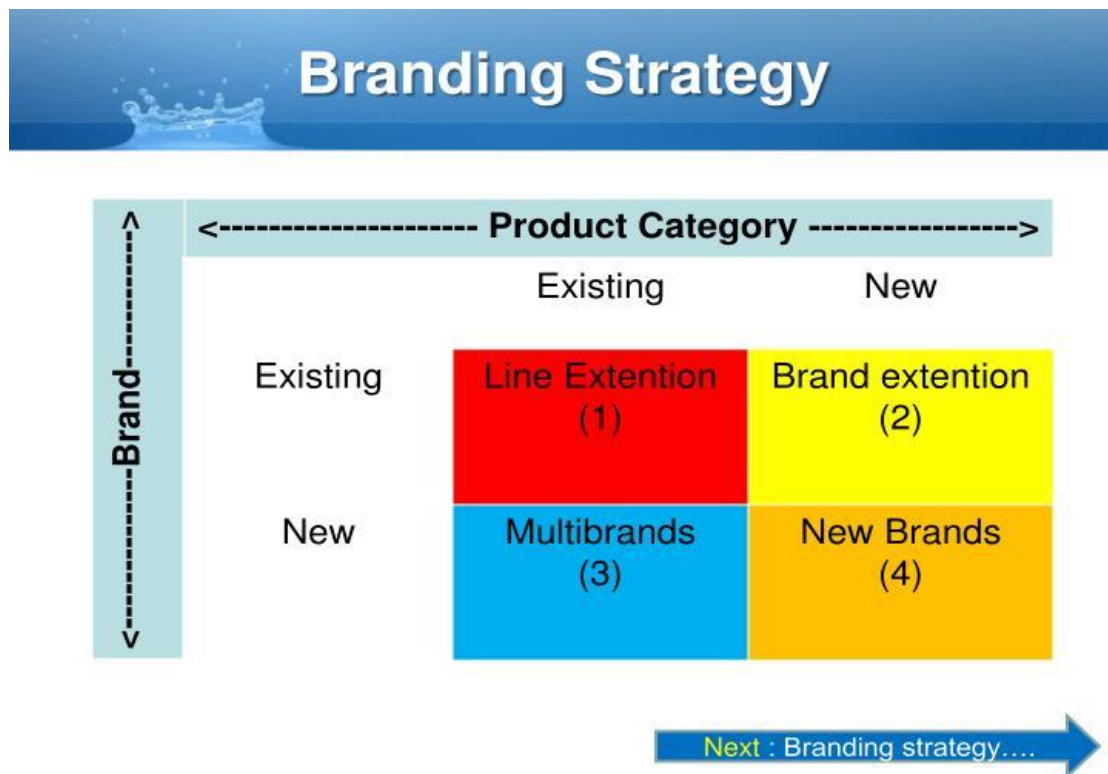 Branding Strategy
<--------------------- Product Category ----------------->
Existing New
<-------------Brand------------>
Existing Line Extention Brand extention
(1) (2)
New Multibrands New Brands
(3) (4)
Next : Branding strategy….